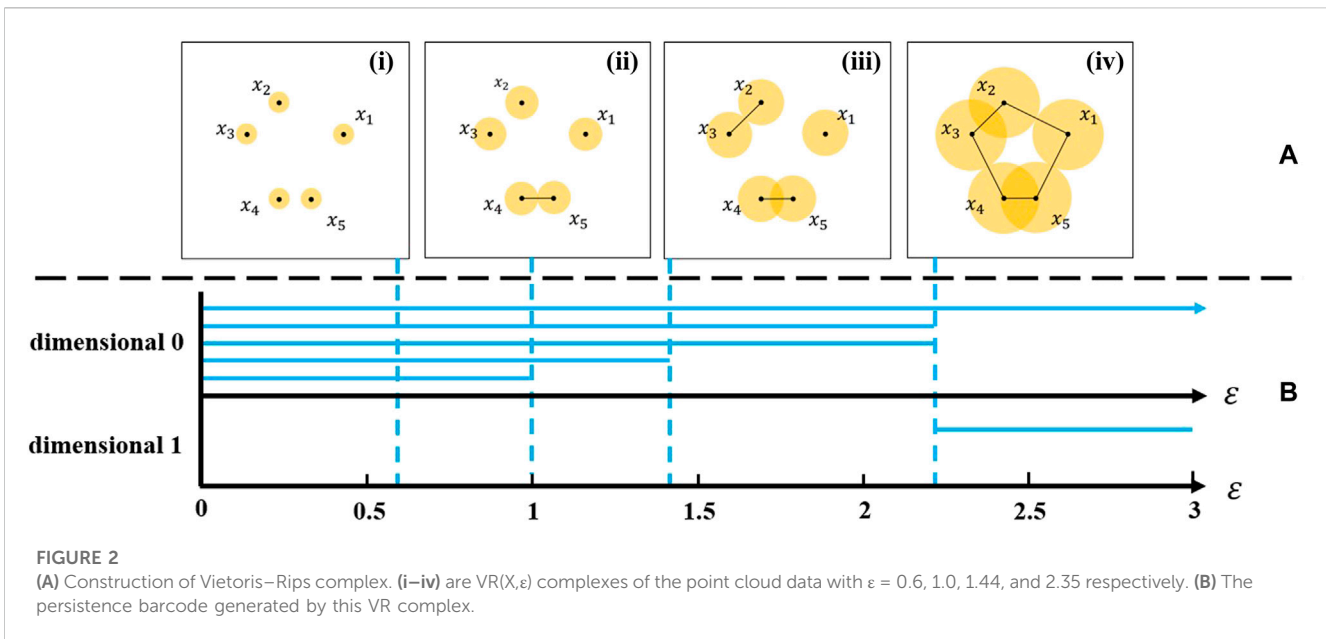 (i) (ii) (iii) (iv)
x₂ x₂ x₂ x₂
x₁ x₁ x₁ x₁
x₃ x₃ x₃ x₃
A
x₄ x₄ x₄ x₄
x₅ x₅ x₅ x₅
dimensional 0
ε B
dimensional 1
ε
0 0.5 1 1.5 2 2.5 3
FIGURE 2
(A) Construction of Vietoris–Rips complex. (i–iv) are VR(X,ε) complexes of the point cloud data with ε = 0.6, 1.0, 1.44, and 2.35 respectively. (B) The
persistence barcode generated by this VR complex.